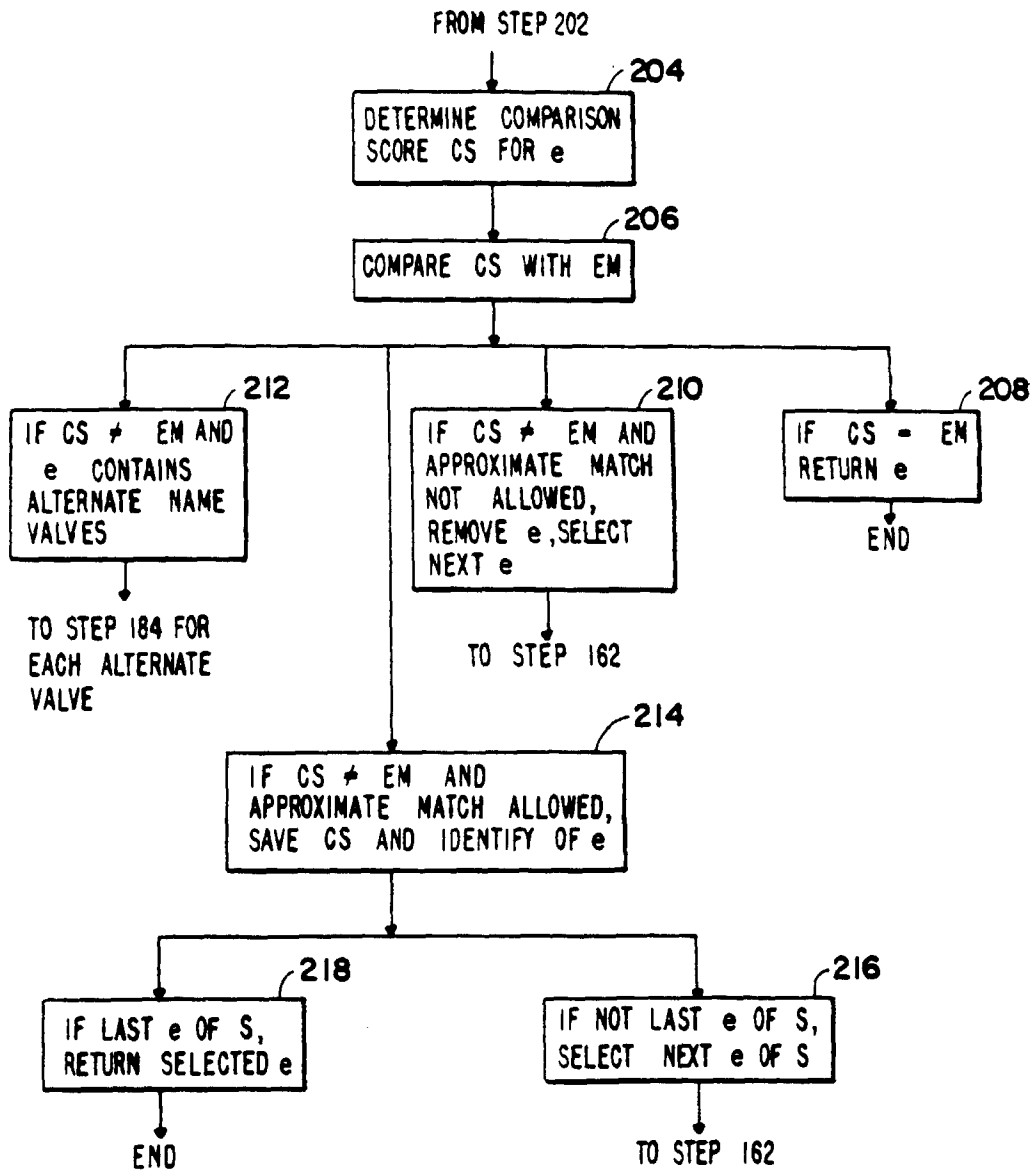 FROM STEP 202
204
DETERMINE COMPARISON
SCORE CS FOR e
206
COMPARE CS WITH EM
212
IF CS ≠ EM AND
e CONTAINS
ALTERNATE NAME
VALVES
TO STEP 184 FOR
EACH ALTERNATE
VALVE
210
IF CS ≠ EM AND
APPROXIMATE MATCH
NOT ALLOWED,
REMOVE e, SELECT
NEXT e
TO STEP 162
208
IF CS = EM
RETURN e
END
214
IF CS ≠ EM AND
APPROXIMATE MATCH ALLOWED,
SAVE CS AND IDENTIFY OF e
218
IF LAST e OF S,
RETURN SELECTED e
END
216
IF NOT LAST e OF S,
SELECT NEXT e OF S
TO STEP 162